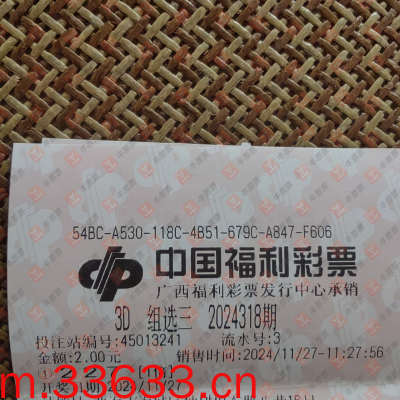 54BC-A530-118C-4B51-679C-A847-F606
中国福利彩票
广西福利彩票发行中心承销
3D 组选三 2024318期
投注站编号:45013241 流水号:3
金额:2.00元 销售时间:2024/11/27-11:27:56
m.33633.cn